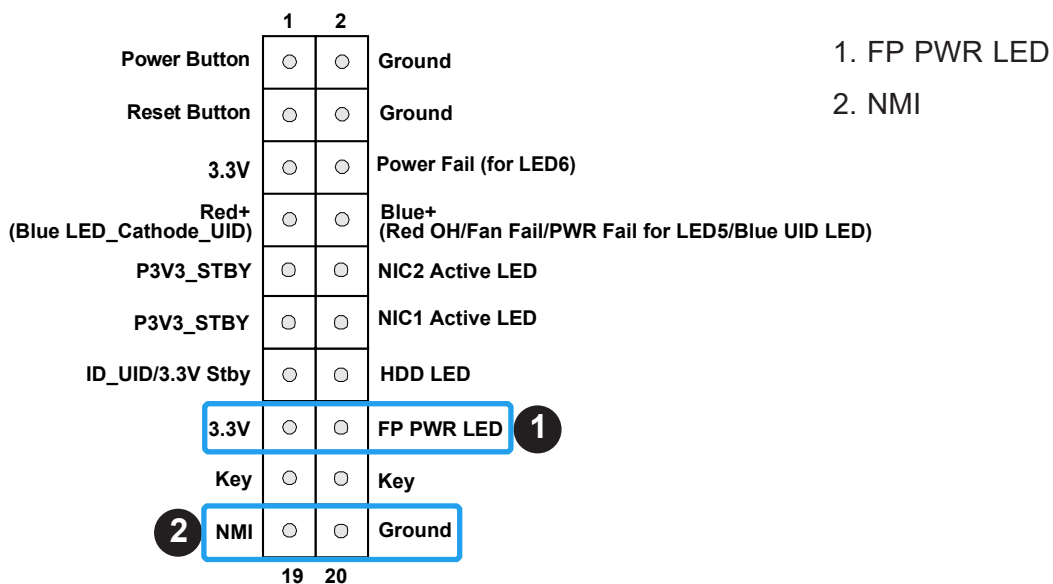 1 2
Power Button Ground
Reset Button Ground
3.3V Power Fail (for LED6)
Red+ Blue+
(Blue LED_Cathode_UID) (Red OH/Fan Fail/PWR Fail for LED5/Blue UID LED)
P3V3_STBY NIC2 Active LED
P3V3_STBY NIC1 Active LED
ID_UID/3.3V Stby HDD LED
3.3V FP PWR LED 1
Key Key
2 NMI Ground
19 20
1. FP PWR LED
2. NMI